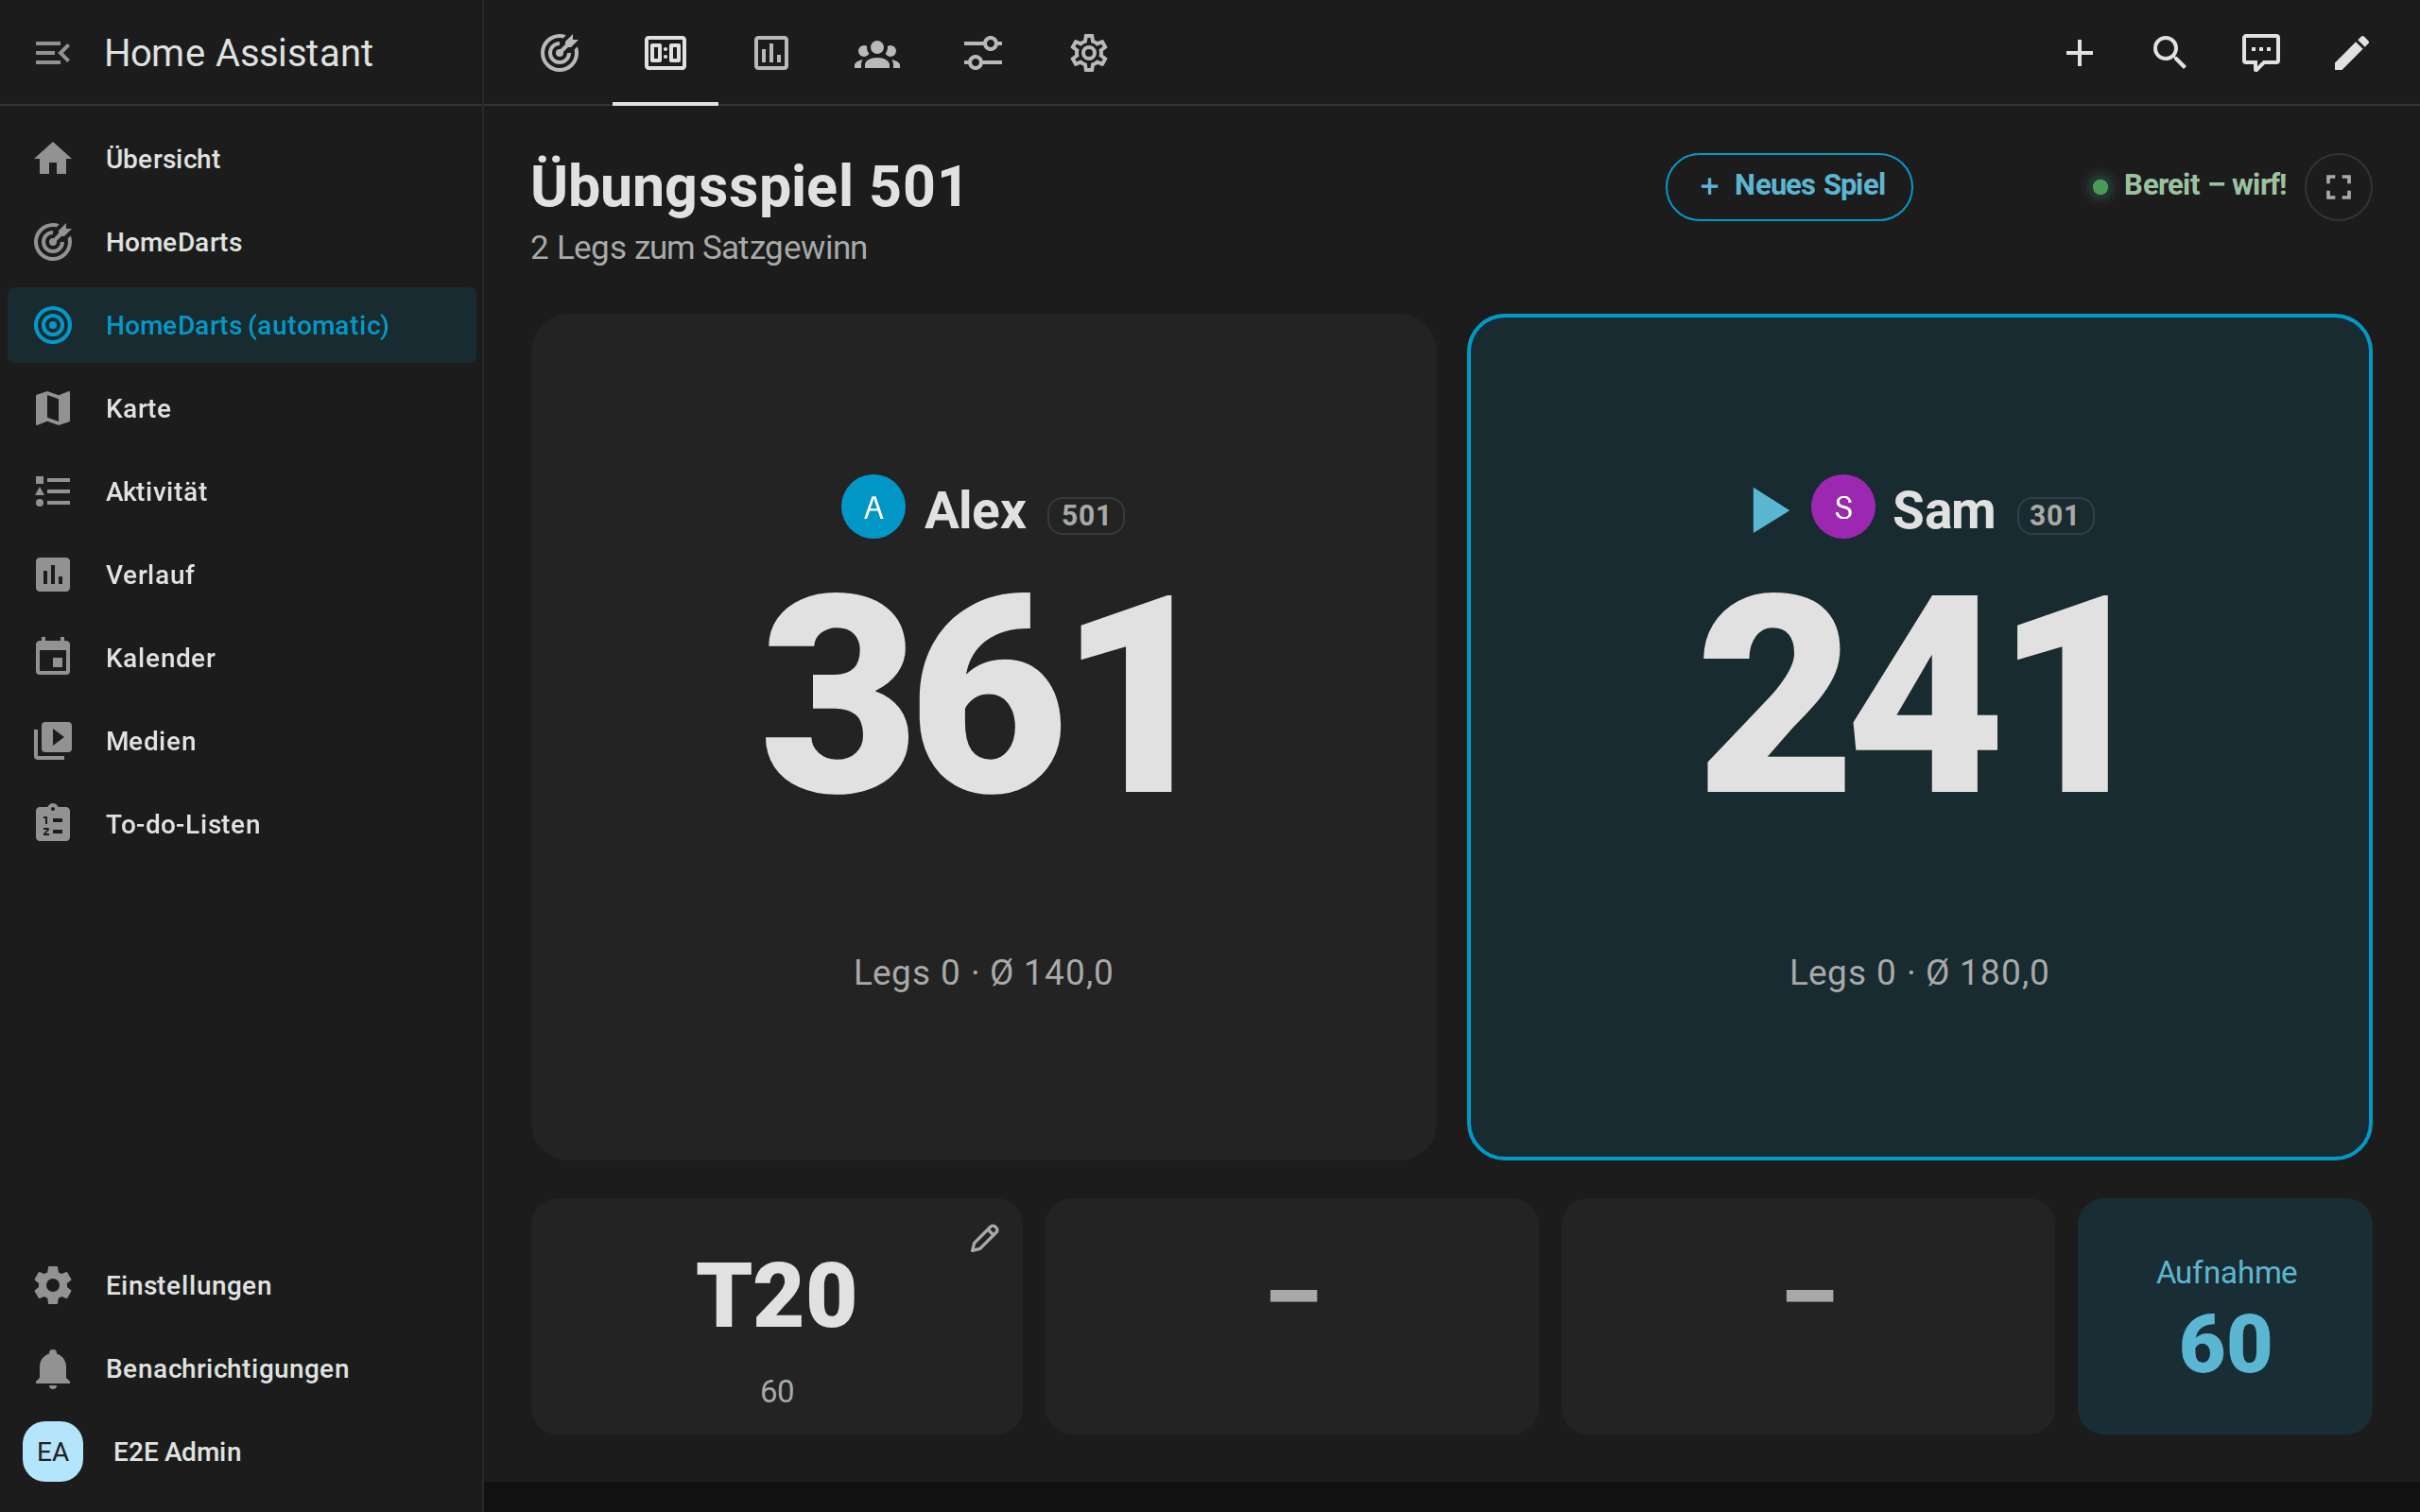 Home Assistant
Übersicht
HomeDarts
HomeDarts (automatic)
Karte
Aktivität
Verlauf
Kalender
Medien
To-do-Listen
Einstellungen
Benachrichtigungen
EA E2E Admin
Übungsspiel 501
2 Legs zum Satzgewinn
+ Neues Spiel
Bereit – wirf!
A Alex 501
361
Legs 0 · Ø 140,0
S Sam 301
241
Legs 0 · Ø 180,0
T20
60
–
–
Aufnahme
60